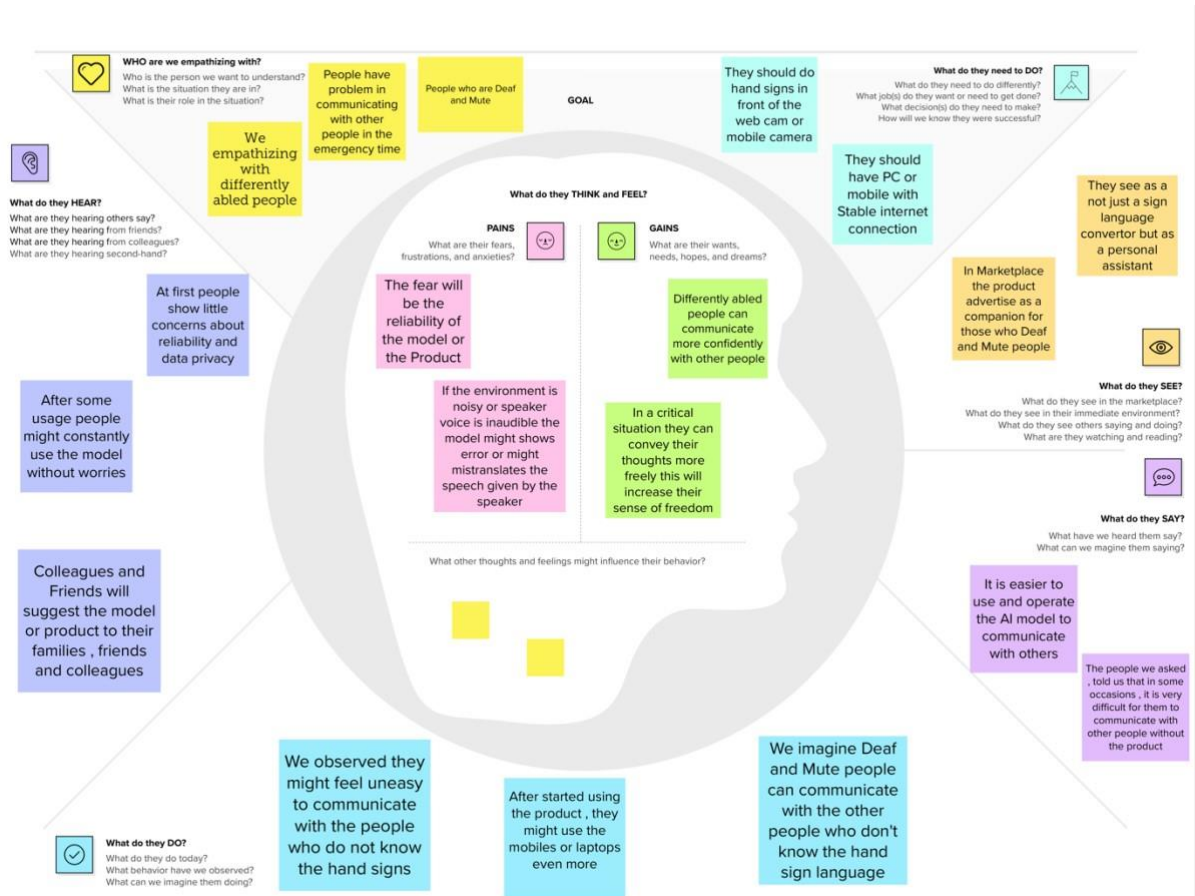 WHO are we empathizing with?
Who is the person we want to understand?
What is the situation they are in?
What is their role in the situation?
We
empathizing
with
differently
abled people
People have
problem in
communicating
with other
people in the
emergency time
People who are Deaf
and Mute
GOAL
They should do
hand signs in
front of the
web cam or
mobile camera
They should
have PC or
mobile with
Stable internet
connection
What do they need to DO?
What do they need to do differently?
What job(s) do they want or need to get done?
What decision(s) do they need to make?
How will we know they were successful?
What do they HEAR?
What are they hearing others say?
What are they hearing from friends?
What are they hearing from colleagues?
What are they hearing second-hand?
At first people
show little
concerns about
reliability and
data privacy
After some
usage people
might constantly
use the model
without worries
Colleagues and
Friends will
suggest the model
or product to their
families , friends
and colleagues
What do they THINK and FEEL?
PAINS
What are their fears,
frustrations, and anxieties?
The fear will
be the
reliability of
the model or
the Product
If the environment is
noisy or speaker
voice is inaudible the
model might shows
error or might
mistranslates the
speech given by the
speaker
GAINS
What are their wants,
needs, hopes, and dreams?
Differently abled
people can
communicate
more confidently
with other people
In a critical
situation they can
convey their
thoughts more
freely this will
increase their
sense of freedom
What other thoughts and feelings might influence their behavior?
They see as a
not just a sign
language
convertor but as
a personal
assistant
In Marketplace
the product
advertise as a
companion for
those who Deaf
and Mute people
What do they SEE?
What do they see in the marketplace?
What do they see in their immediate environment?
What do they see others saying and doing?
What are they watching and reading?
What do they SAY?
What have we heard them say?
What can we magine them saying?
It is easier to
use and operate
the AI model to
communicate
with others
The people we asked
, told us that in some
occasions , it is very
difficult for them to
communicate with
other people without
the product
What do they DO?
What do they do today?
What behavior have we observed?
What can we imagine them doing?
We observed they
might feel uneasy
to communicate
with the people
who do not know
the hand signs
After started using
the product , they
might use the
mobiles or laptops
even more
We imagine Deaf
and Mute people
can communicate
with the other
people who don't
know the hand
sign language